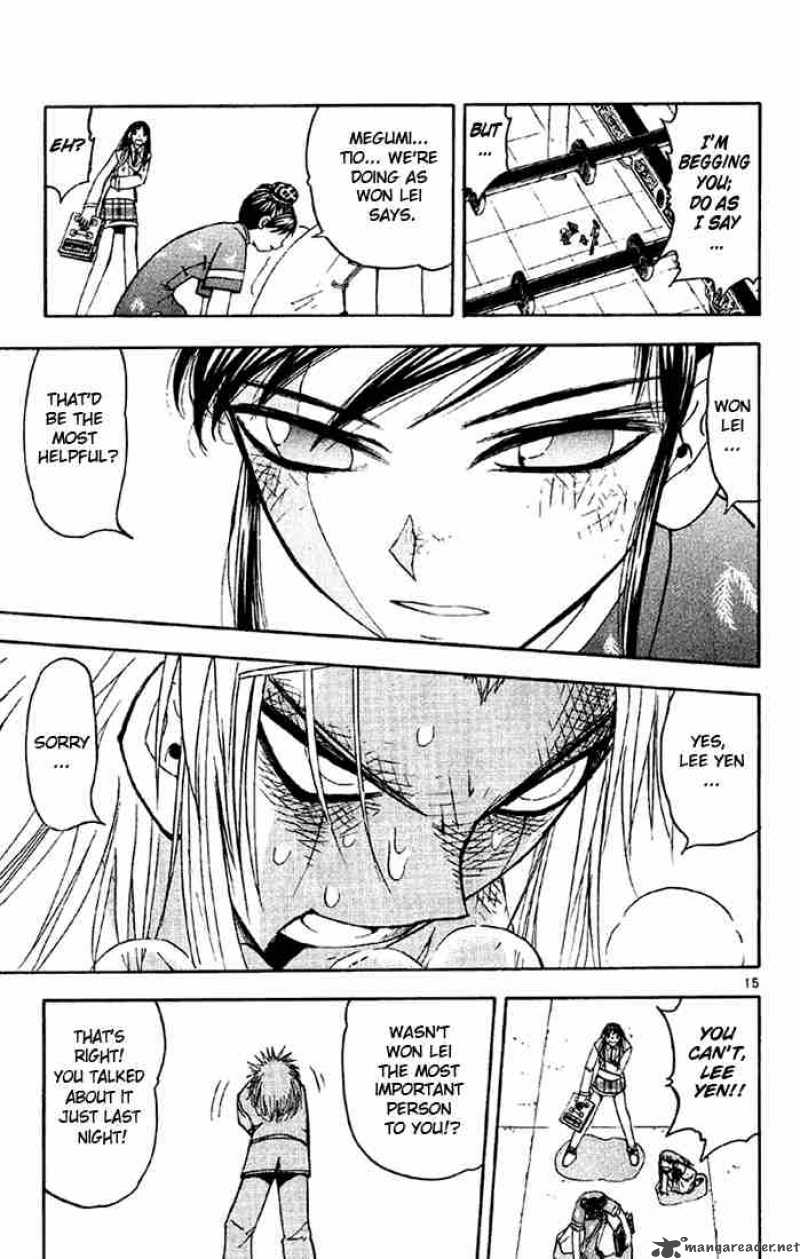 I'M
BEGGING
YOU;
DO AS
I SAY
...
BUT
...
MEGUMI...
TIO... WE'RE
DOING AS
WON LEI
SAYS.
EH?
WON
LEI
...
THAT'D
BE THE
MOST
HELPFUL?
YES,
LEE YEN
...
SORRY
...
15
YOU
CAN'T,
LEE
YEN!!
WASN'T
WON LEI
THE MOST
IMPORTANT
PERSON
TO YOU!?
THAT'S
RIGHT!
YOU TALKED
ABOUT IT
JUST LAST
NIGHT!
mangareader.net